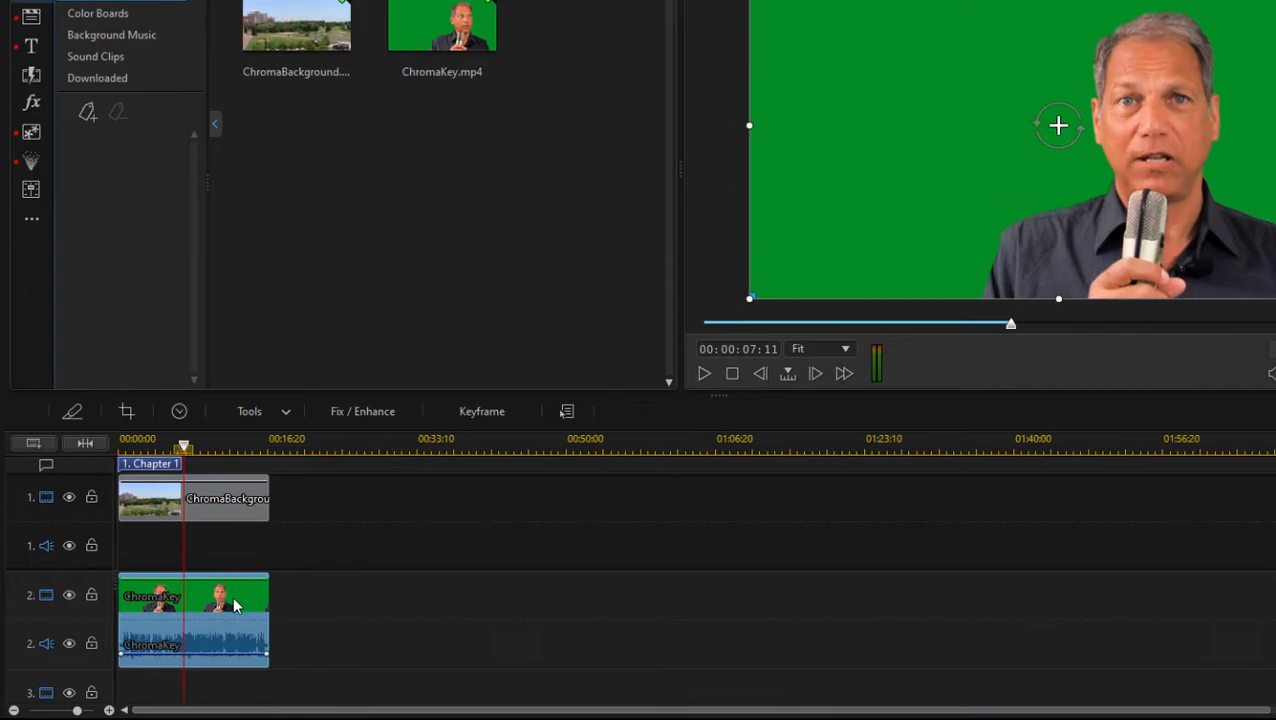 Color Boards
Background Music
Sound Clips
Downloaded
T
fx
ChromaBackground....
ChromaKey.mp4
00:00:07:11
Fit
Tools
Fix / Enhance
Keyframe
00:00:00
00:16:20
00:33:10
00:50:00
01:06:20
01:23:10
01:40:00
01:56:20
1. Chapter 1
1.
ChromaBackgrou
1.
2.
ChromaKey
2.
ChromaKey
3.